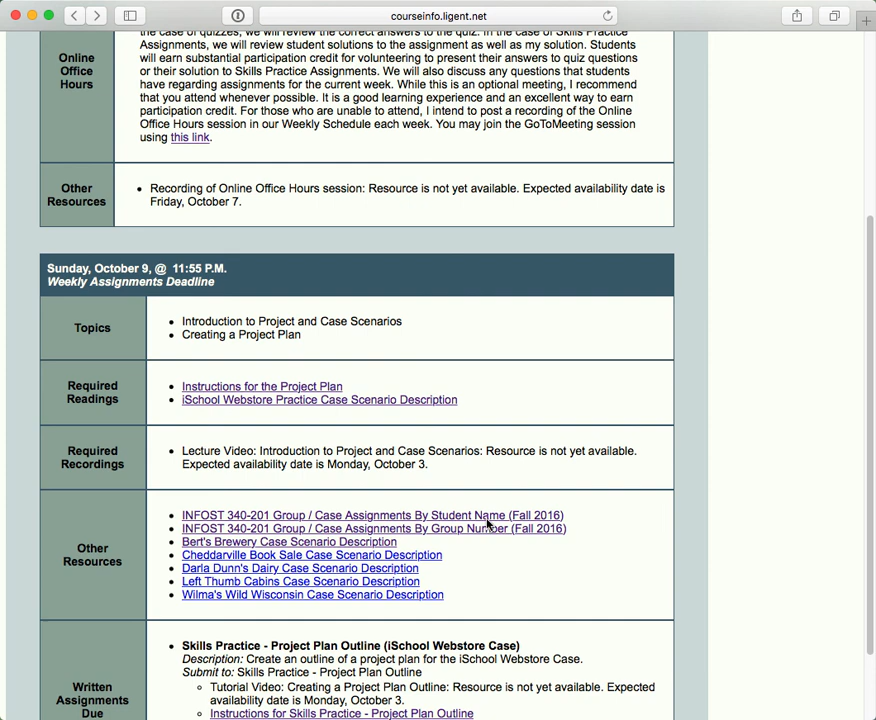 courseinfo.ligent.net
the case of quizzes, we will review the correct answers to the quiz. In the case of Skills Practice
Assignments, we will review student solutions to the assignment as well as my solution. Students
will earn substantial participation credit for volunteering to present their answers to quiz questions
or their solution to Skills Practice Assignments. We will also discuss any questions that students
have regarding assignments for the current week. While this is an optional meeting, I recommend
that you attend whenever possible. It is a good learning experience and an excellent way to earn
participation credit. For those who are unable to attend, I intend to post a recording of the Online
Office Hours session in our Weekly Schedule each week. You may join the GoToMeeting session
using this link.
Online
Office
Hours
Other
Resources
• Recording of Online Office Hours session: Resource is not yet available. Expected availability date is
Friday, October 7.
Sunday, October 9, @ 11:55 P.M.
Weekly Assignments Deadline
Topics
• Introduction to Project and Case Scenarios
• Creating a Project Plan
Required
Readings
• Instructions for the Project Plan
• iSchool Webstore Practice Case Scenario Description
Required
Recordings
• Lecture Video: Introduction to Project and Case Scenarios: Resource is not yet available.
Expected availability date is Monday, October 3.
Other
Resources
• INFOST 340-201 Group / Case Assignments By Student Name (Fall 2016)
• INFOST 340-201 Group / Case Assignments By Group Number (Fall 2016)
• Bert's Brewery Case Scenario Description
• Cheddarville Book Sale Case Scenario Description
• Darla Dunn's Dairy Case Scenario Description
• Left Thumb Cabins Case Scenario Description
• Wilma's Wild Wisconsin Case Scenario Description
Written
Assignments
Due
• Skills Practice - Project Plan Outline (iSchool Webstore Case)
Description: Create an outline of a project plan for the iSchool Webstore Case.
Submit to: Skills Practice - Project Plan Outline
◦ Tutorial Video: Creating a Project Plan Outline: Resource is not yet available. Expected
availability date is Monday, October 3.
◦ Instructions for Skills Practice - Project Plan Outline